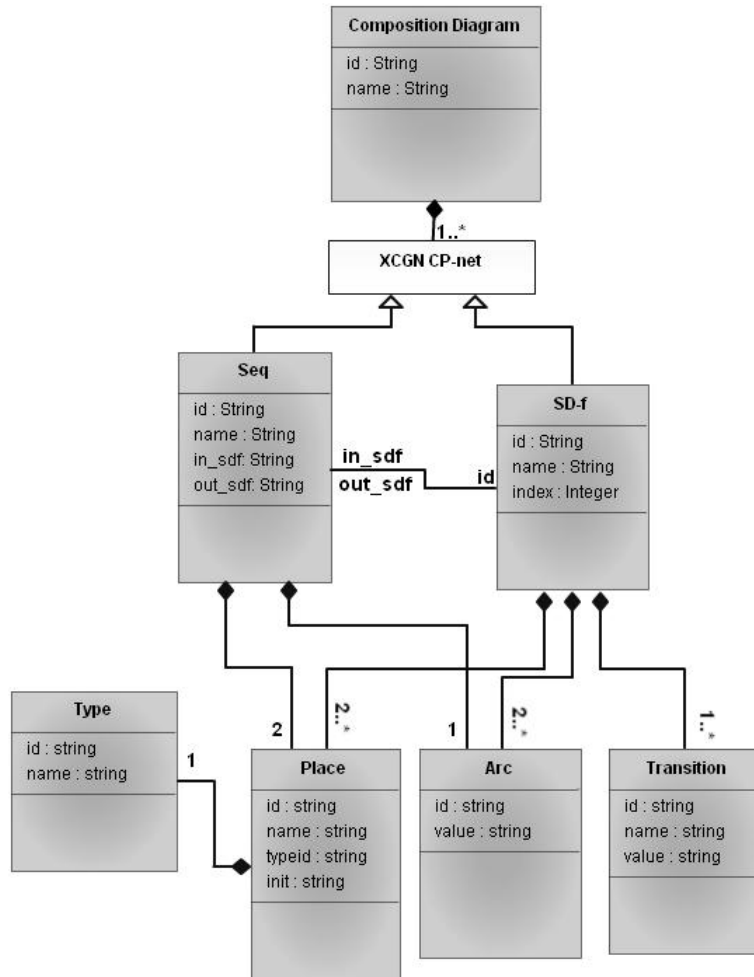 Composition Diagram
id : String
name : String
1..*
XCGN CP-net
Seq
id : String
name : String
in_sdf: String
out_sdf: String
in_sdf
out_sdf
id
SD-f
id : String
name : String
index : Integer
2
2..*
1
2..*
1..*
Type
id : string
name : string
1
Place
id : string
name : string
typeid : string
init : string
Arc
id : string
value : string
Transition
id : string
name : string
value : string